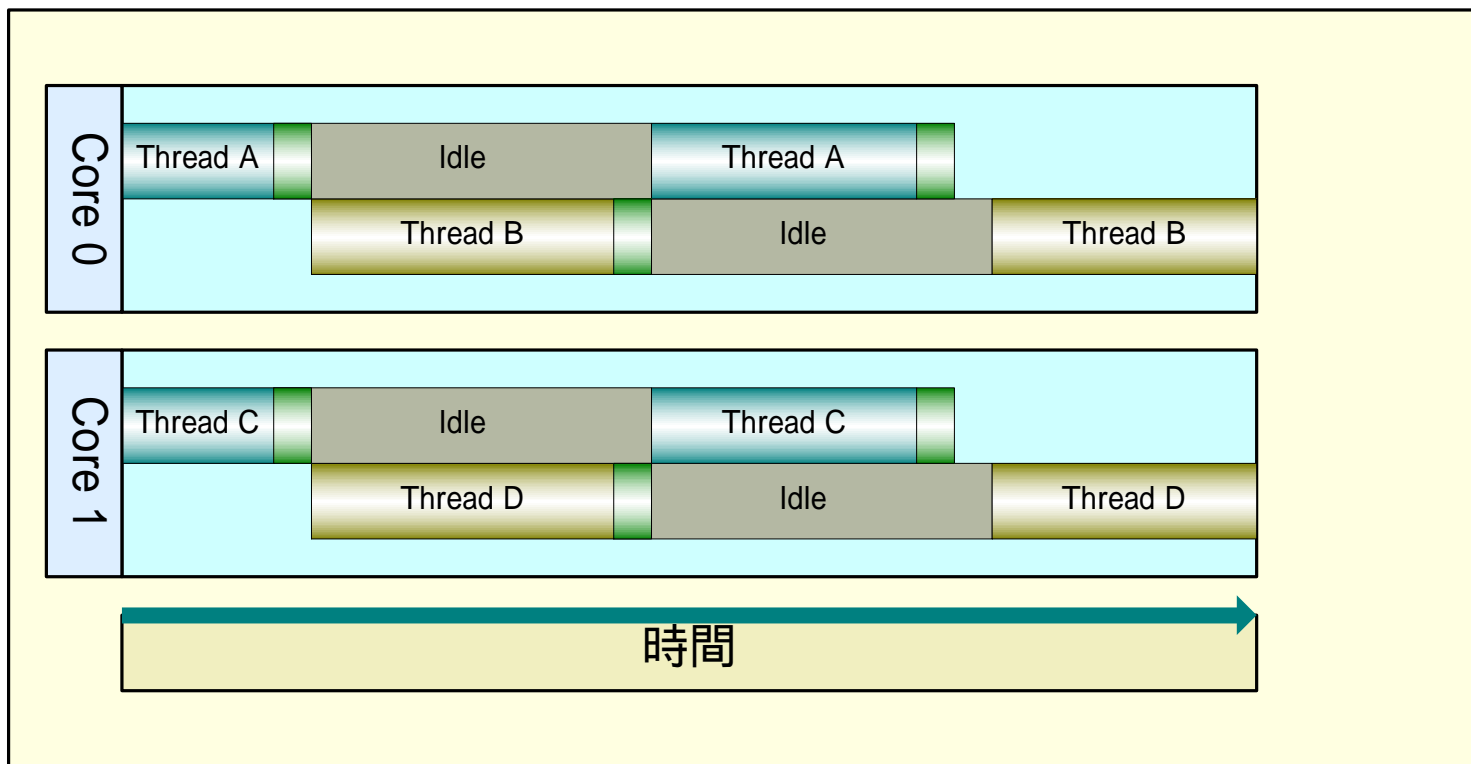 Core 0
Thread A
Idle
Thread A
Thread B
Idle
Thread B
Core 1
Thread C
Idle
Thread C
Thread D
Idle
Thread D
時間